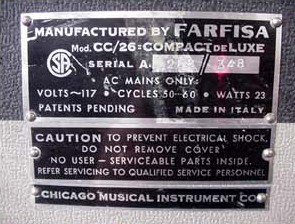 MANUFACTURED BY FARFISA
Mod. CC/26: COMPACT de LUXE
SERIAL A. 348
AC MAINS ONLY:
VOLTS~117 • CYCLES 50-60 • WATTS 23
PATENTS PENDING MADE IN ITALY
CAUTION TO PREVENT ELECTRICAL SHOCK,
DO NOT REMOVE COVER
NO USER - SERVICEABLE PARTS INSIDE.
REFER SERVICING TO QUALIFIED SERVICE PERSONNEL
CHICAGO MUSICAL INSTRUMENT CO.